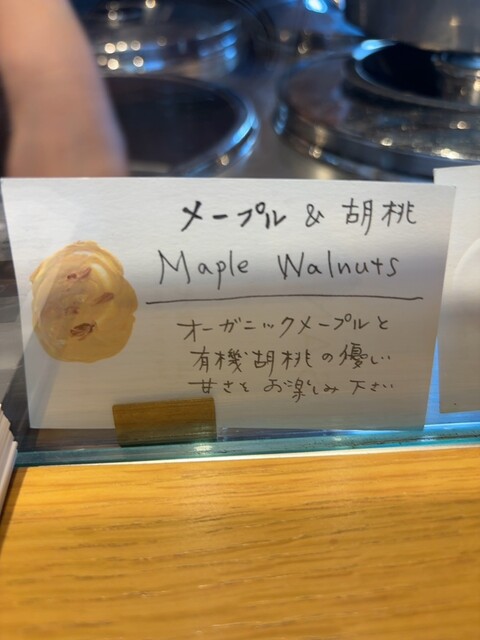 メープル & 胡桃
Maple Walnuts
オーガニックメープルと
有機胡桃の優しい
甘さを お楽しみ下さい